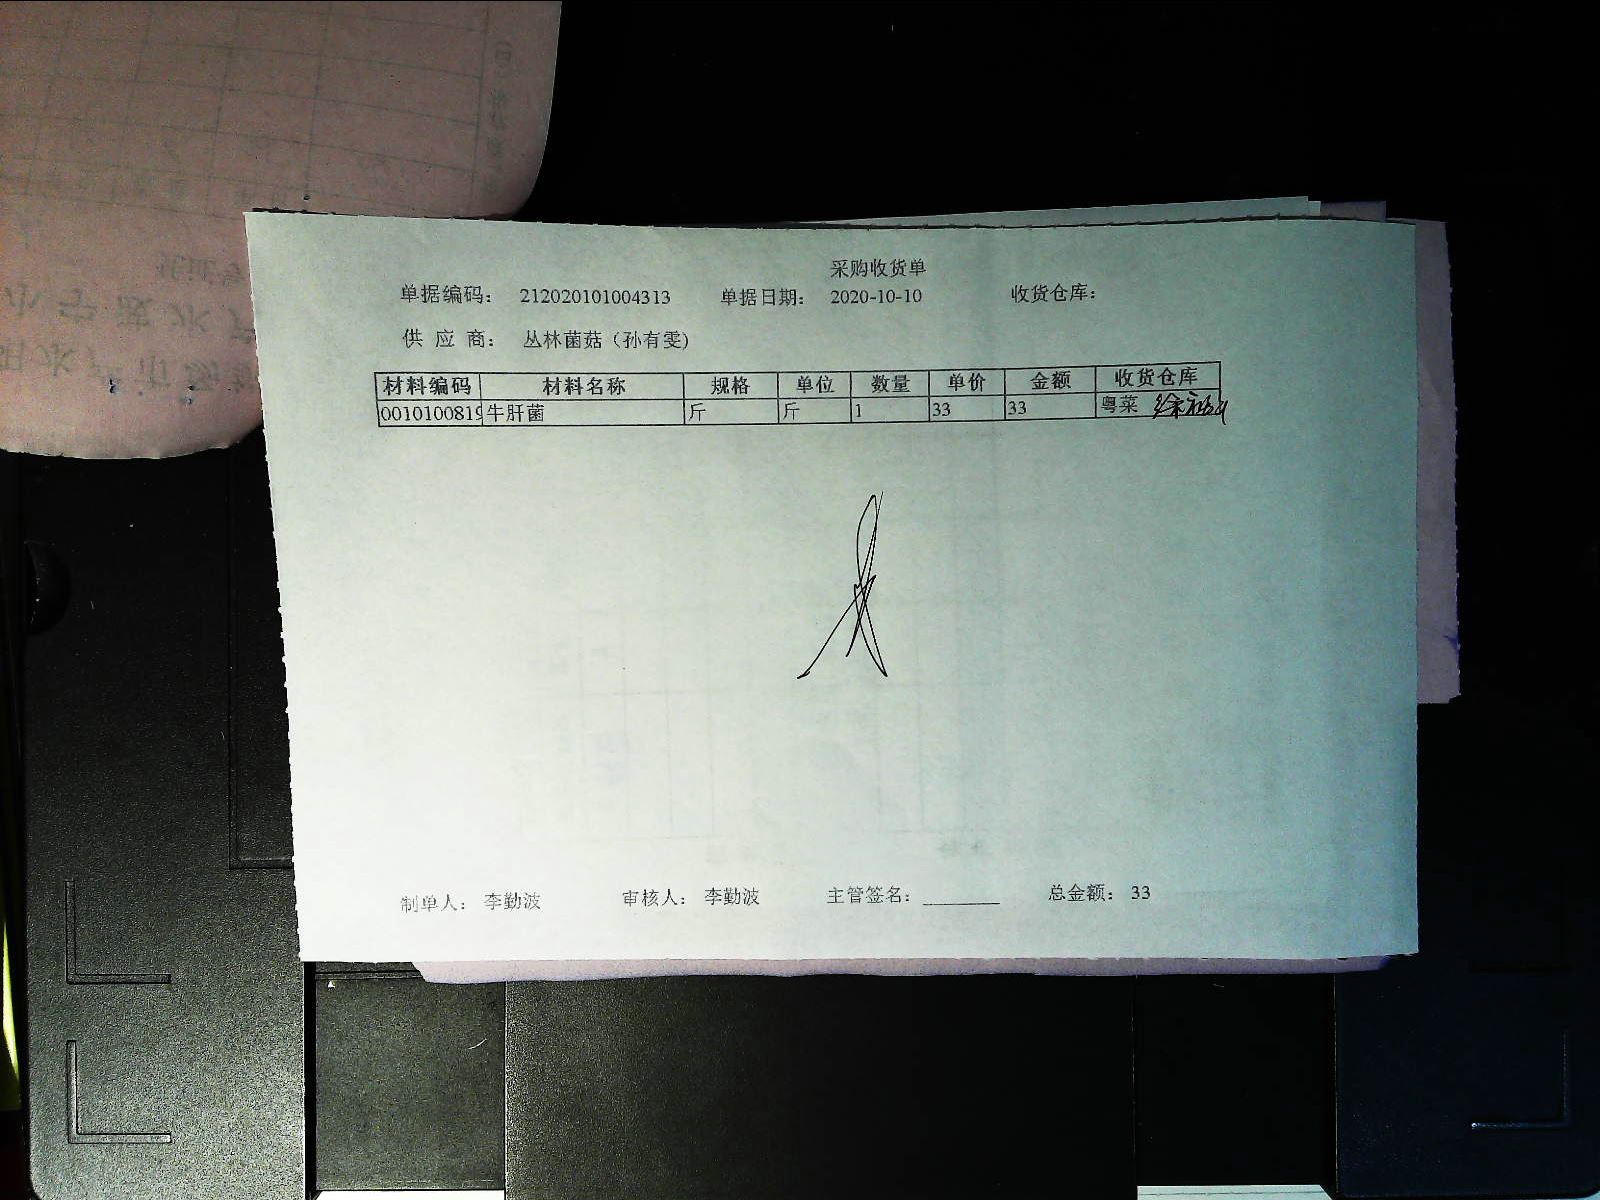 采购收货单
单据编码： 212020101004313 单据日期： 2020-10-10 收货仓库：
供 应 商： 丛林菌菇（孙有雯）
材料编码 材料名称 规格 单位 数量 单价 金额 收货仓库
0010100819 牛肝菌 斤 斤 1 33 33 粤菜
制单人： 李勤波 审核人： 李勤波 主管签名： ________ 总金额： 33